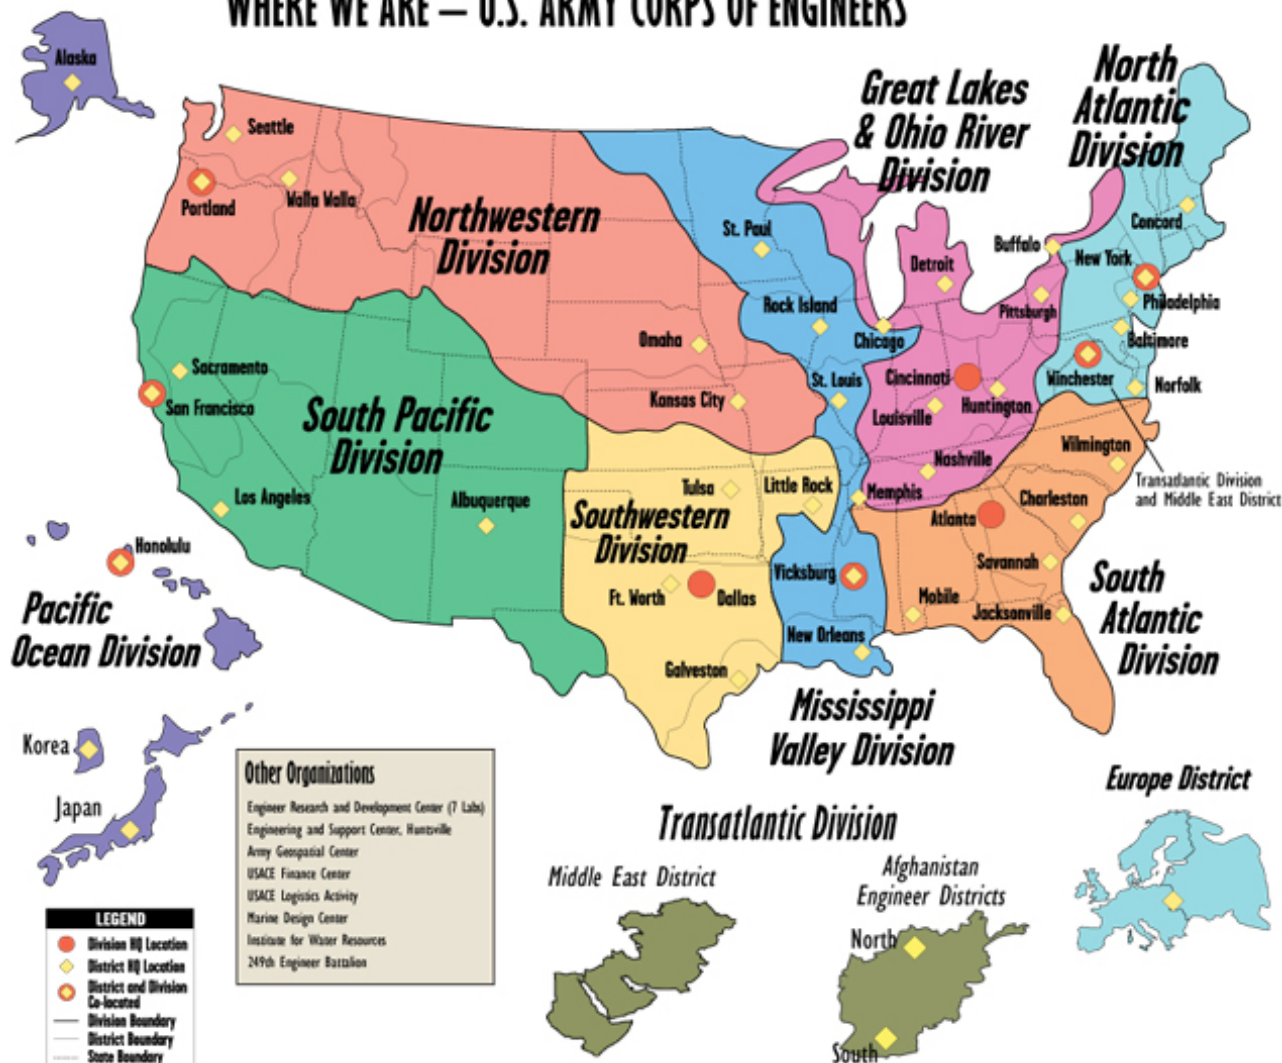 WHERE WE ARE — U.S. ARMY CORPS OF ENGINEERS
Alaska
North
Atlantic
Division
Great Lakes
& Ohio River
Division
Seattle
Portland
Walla Walla
Northwestern
Division
St. Paul
Buffalo
Concord
New York
Detroit
Pittsburgh
Philadelphia
Rock Island
Chicago
Baltimore
Omaha
Sacramento
San Francisco
Kansas City
St. Louis
Cincinnati
Louisville
Huntington
Winchester
Norfolk
South Pacific
Division
Wilmington
Nashville
Transatlantic Division
and Middle East District
Los Angeles
Albuquerque
Tulsa
Little Rock
Memphis
Charleston
Atlanta
Southwestern
Division
Honolulu
Vicksburg
Savannah
Ft. Worth
Dallas
Mobile
Jacksonville
South
Atlantic
Division
Pacific
Ocean Division
New Orleans
Galveston
Mississippi
Valley Division
Korea
Japan
Other Organizations
Engineer Research and Development Center (7 Labs)
Engineering and Support Center, Huntsville
Army Geospatial Center
USACE Finance Center
USACE Logistics Activity
Marine Design Center
Institute for Water Resources
249th Engineer Battalion
Europe District
Transatlantic Division
Middle East District
Afghanistan
Engineer Districts
North
South
LEGEND
Division HQ Location
District HQ Location
District and Division
Co-located
Division Boundary
District Boundary
State Boundary